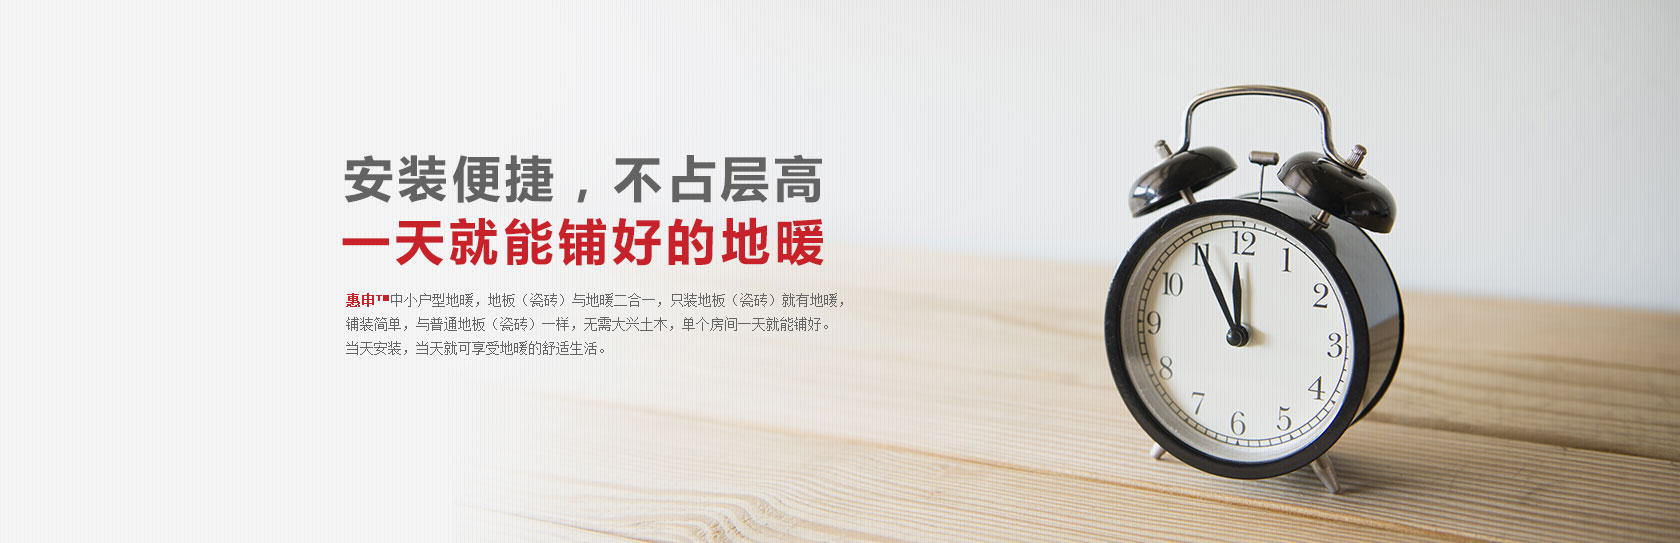 安装便捷，不占层高
一天就能铺好的地暖
惠申™中小户型地暖，地板（瓷砖）与地暖二合一，只装地板（瓷砖）就有地暖，
铺装简单，与普通地板（瓷砖）一样，无需大兴土木，单个房间一天就能铺好。
当天安装，当天就可享受地暖的舒适生活。
12
1
2
3
4
5
6
7
8
9
10